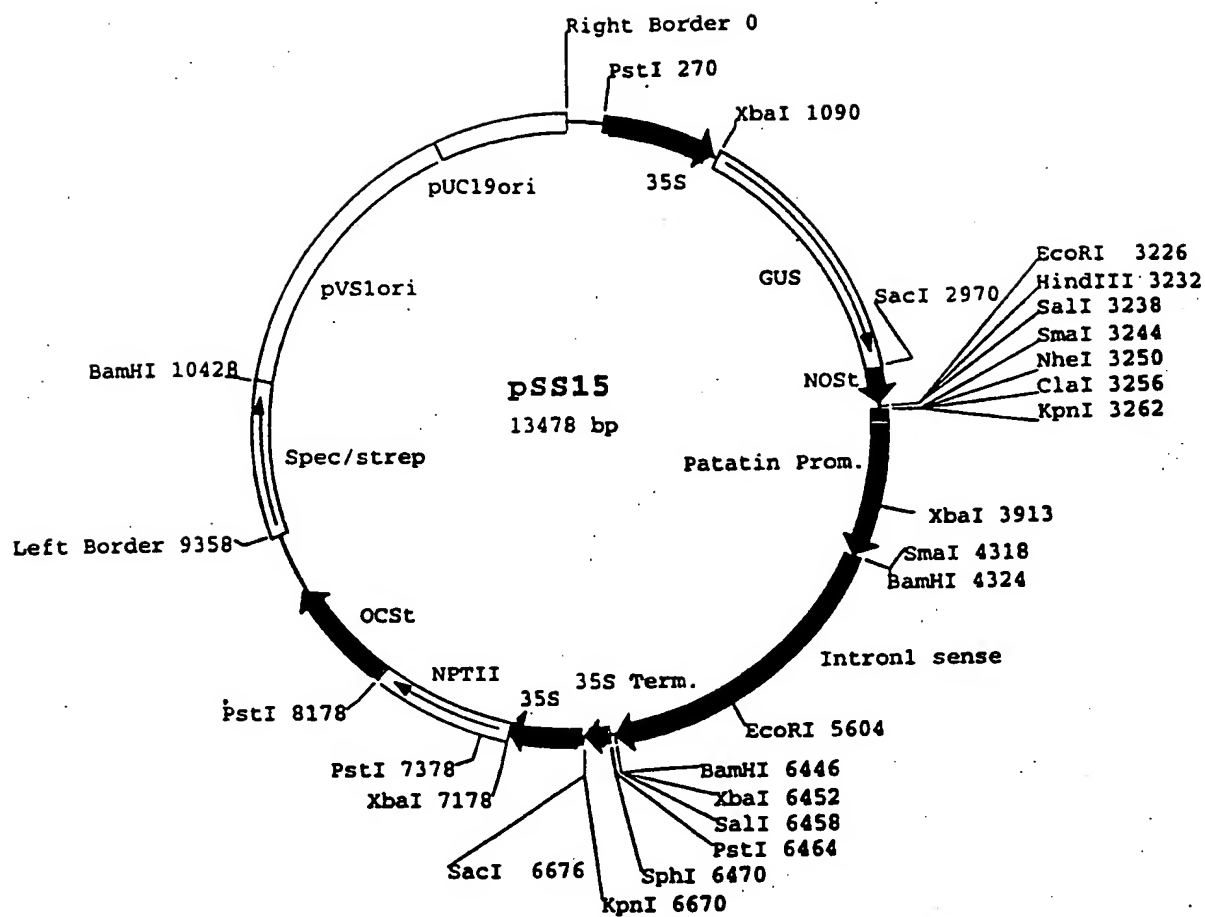 Right Border 0
PstI 270
XbaI 1090
35S
pUC19ori
GUS
SacI 2970
EcoRI 3226
HindIII 3232
SalI 3238
SmaI 3244
NheI 3250
ClaI 3256
KpnI 3262
NOSt
pVS1ori
BamHI 10428
pSS15
13478 bp
Patatin Prom.
Spec/strep
XbaI 3913
SmaI 4318
BamHI 4324
Left Border 9358
OCSt
Intron1 sense
NPTII
35S
35S Term.
PstI 8178
EcoRI 5604
PstI 7378
XbaI 7178
BamHI 6446
XbaI 6452
SalI 6458
PstI 6464
SacI 6676
SphI 6470
KpnI 6670